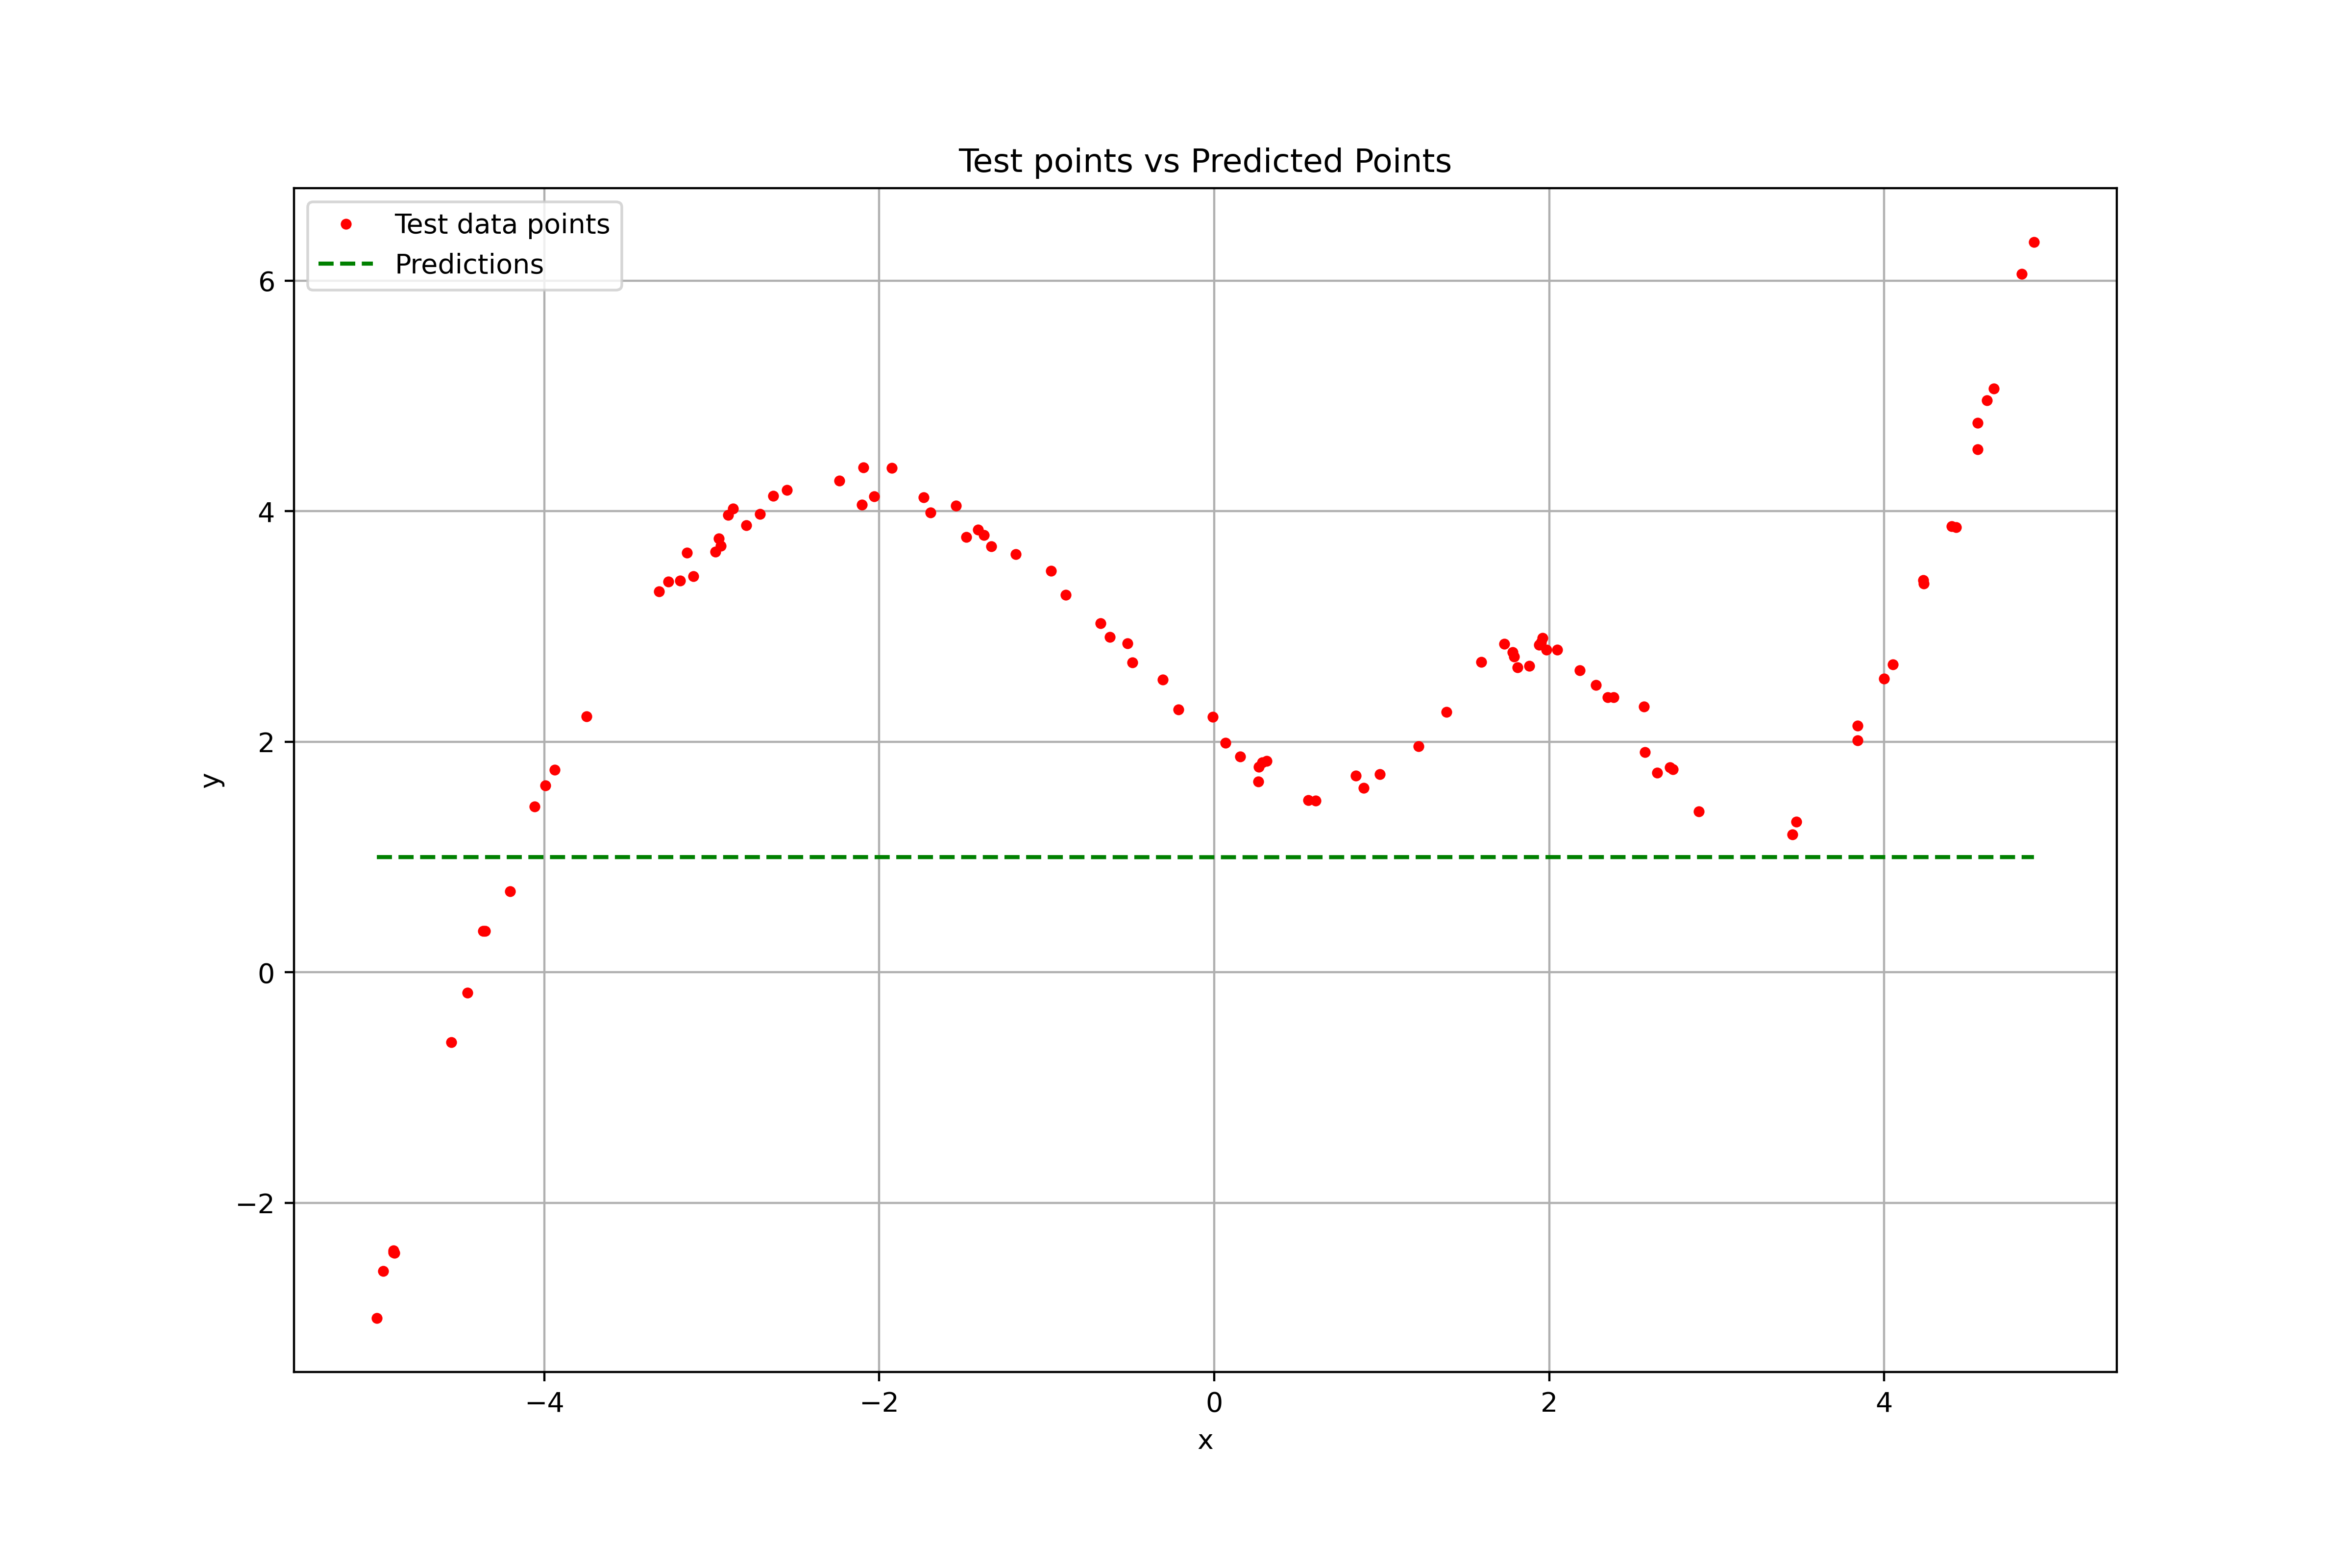 Test points vs Predicted Points
Test data points
Predictions
6
4
2
0
−2
y
−4 −2 0 2 4
x